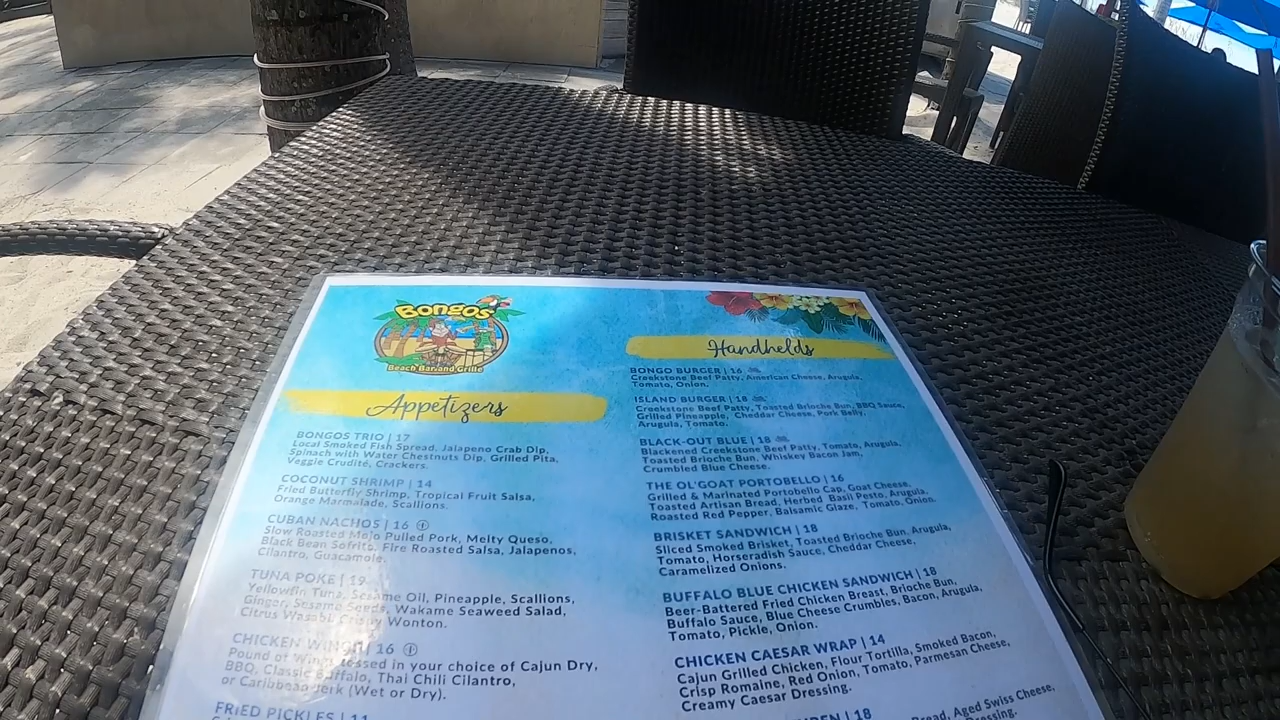 Bongos
Beach Bar and Grille
Appetizers
BONGOS TRIO | 17
Local Smoked Fish Spread, Jalapeno Crab Dip,
Spinach with Water Chestnuts Dip, Grilled Pita,
Veggie Crudité, Crackers.
COCONUT SHRIMP | 14
Fried Butterfly Shrimp, Tropical Fruit Salsa,
Orange Marmalade, Scallions.
CUBAN NACHOS | 16
Slow Roasted Mojo Pulled Pork, Melty Queso,
Black Bean Sofrito, Fire Roasted Salsa, Jalapenos,
Cilantro, Guacamole.
TUNA POKE | 19
Yellowfin Tuna, Sesame Oil, Pineapple, Scallions,
Ginger, Sesame Seeds, Wakame Seaweed Salad,
Citrus Wasabi, Crispy Wonton.
CHICKEN WINGS | 16
Pound of Wings Tossed in your choice of Cajun Dry,
BBQ, Classic Buffalo, Thai Chili Cilantro,
or Caribbean Jerk (Wet or Dry).
FRIED PICKLES | 11
Handhelds
BONGO BURGER | 16
Creekstone Beef Patty, American Cheese, Arugula,
Tomato, Onion.
ISLAND BURGER | 18
Creekstone Beef Patty, Toasted Brioche Bun, BBQ Sauce,
Grilled Pineapple, Cheddar Cheese, Pork Belly,
Arugula, Tomato.
BLACK-OUT BLUE | 18
Blackened Creekstone Beef Patty, Tomato, Arugula,
Toasted Brioche Bun, Whiskey Bacon Jam,
Crumbled Blue Cheese.
THE OL'GOAT PORTOBELLO | 16
Grilled & Marinated Portobello Cap, Goat Cheese,
Toasted Artisan Bread, Herbed Basil Pesto, Arugula,
Roasted Red Pepper, Balsamic Glaze, Tomato, Onion.
BRISKET SANDWICH | 18
Sliced Smoked Brisket, Toasted Brioche Bun, Arugula,
Tomato, Horseradish Sauce, Cheddar Cheese,
Caramelized Onions.
BUFFALO BLUE CHICKEN SANDWICH | 18
Beer-Battered Fried Chicken Breast, Brioche Bun,
Buffalo Sauce, Blue Cheese Crumbles, Bacon, Arugula,
Tomato, Pickle, Onion.
CHICKEN CAESAR WRAP | 14
Cajun Grilled Chicken, Flour Tortilla, Smoked Bacon,
Crisp Romaine, Red Onion, Tomato, Parmesan Cheese,
Creamy Caesar Dressing.
| 18
Bread, Aged Swiss Cheese,
Dressing.